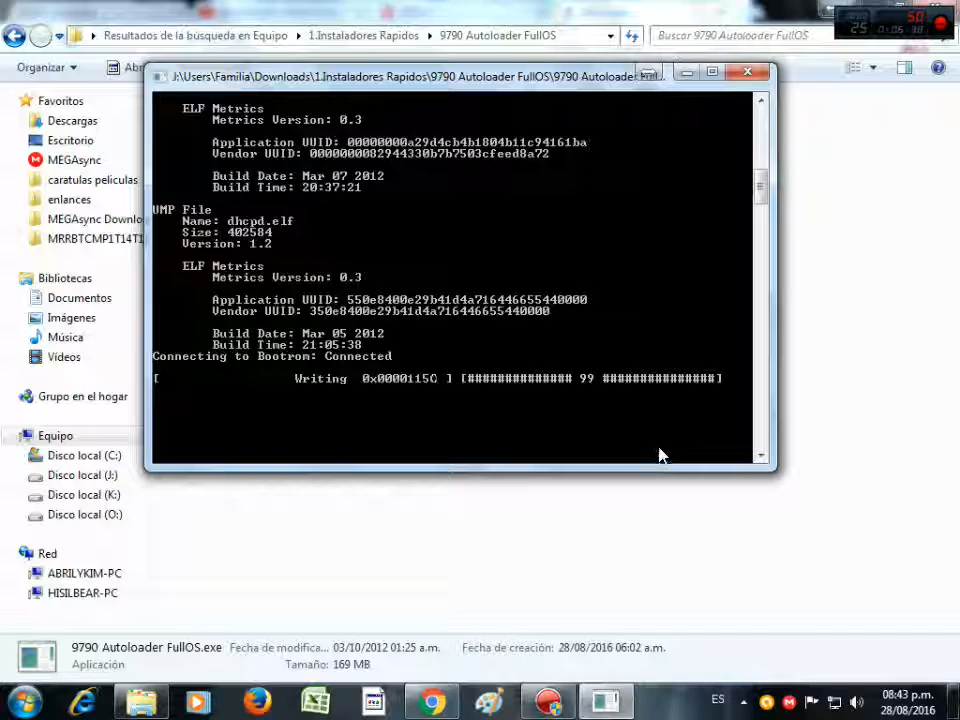 50
25 0:06:18
Resultados de la búsqueda en Equipo 1.Instaladores Rapidos 9790 Autoloader FullOS Buscar 9790 Autoloader FullOS
Organizar
J:\Users\Familia\Downloads\1.Instaladores Rapidos\9790 Autoloader FullOS\9790 Autoloader
Favoritos
Descargas
Escritorio
MEGAsync
caratulas peliculas
enlances
MEGAsync Downlo
MRRBTCMP1T14T1
Bibliotecas
Documentos
Imágenes
Música
Vídeos
Grupo en el hogar
Equipo
Disco local (C:)
Disco local (J:)
Disco local (K:)
Disco local (O:)
Red
ABRILYKIM-PC
HISILBEAR-PC
ELF Metrics
Metrics Version: 0.3
Application UUID: 00000000a29d4cb4b1804b11c94161ba
Vendor UUID: 0000000082944330b7b7503cfeed8a72
Build Date: Mar 07 2012
Build Time: 20:37:21
UMP File
Name: dhcpd.elf
Size: 402584
Version: 1.2
ELF Metrics
Metrics Version: 0.3
Application UUID: 550e8400e29b41d4a716446655440000
Vendor UUID: 350e8400e29b41d4a716446655440000
Build Date: Mar 05 2012
Build Time: 21:05:38
Connecting to Bootrom: Connected
[ Writing 0x0000115C ] [############## 99 ###############]
9790 Autoloader FullOS.exe Fecha de modifica... 03/10/2012 01:25 a.m. Fecha de creación: 28/08/2016 06:02 a.m.
Aplicación Tamaño: 169 MB
ES
08:43 p.m.
28/08/2016